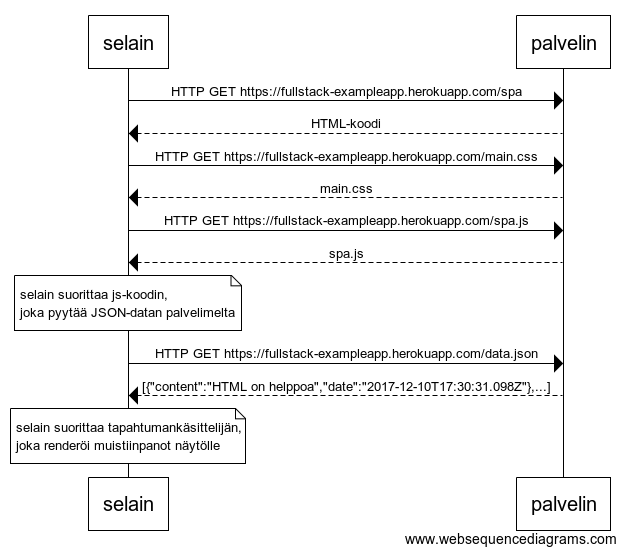 selain
palvelin
HTTP GET https://fullstack-exampleapp.herokuapp.com/spa
HTML-koodi
HTTP GET https://fullstack-exampleapp.herokuapp.com/main.css
main.css
HTTP GET https://fullstack-exampleapp.herokuapp.com/spa.js
spa.js
selain suorittaa js-koodin,
joka pyytää JSON-datan palvelimelta
HTTP GET https://fullstack-exampleapp.herokuapp.com/data.json
[{"content":"HTML on helppoa","date":"2017-12-10T17:30:31.098Z"},...]
selain suorittaa tapahtumankäsittelijän,
joka renderöi muistiinpanot näytölle
selain
palvelin
www.websequencediagrams.com